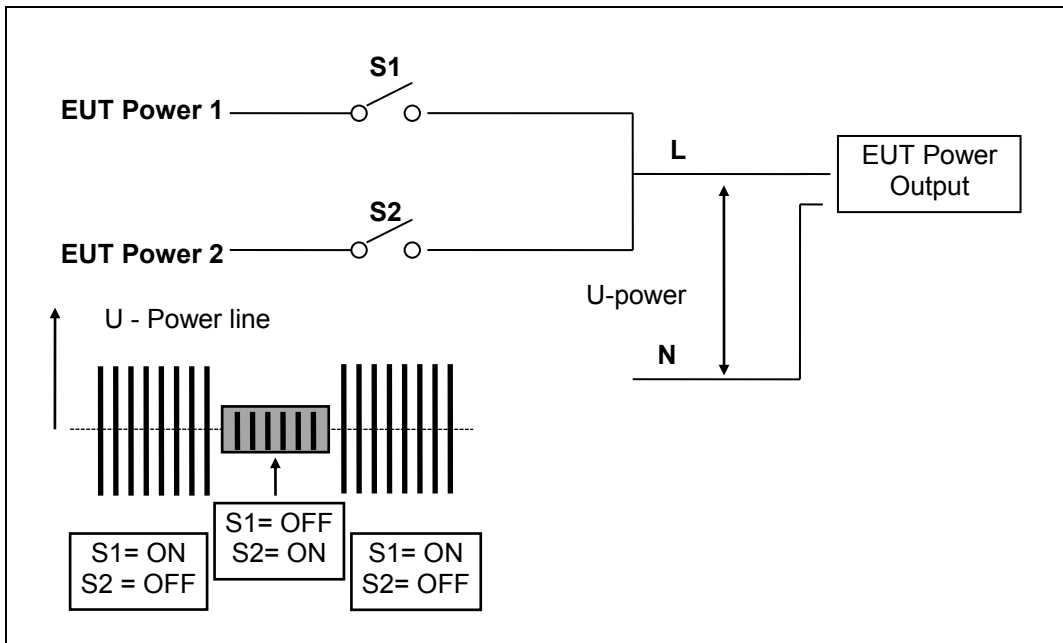 S1
EUT Power 1
L
EUT Power
Output
S2
EUT Power 2
U-power
U - Power line
N
S1= OFF
S2= ON
S1= ON
S2 = OFF
S1= ON
S2= OFF